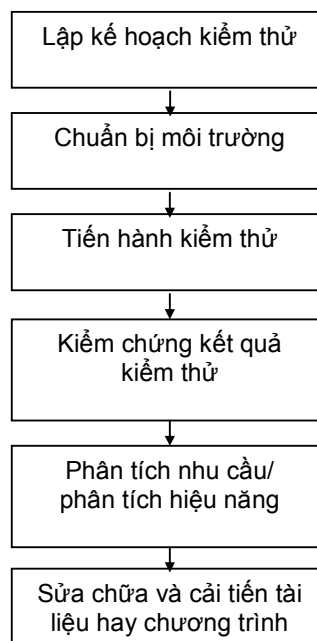 Lập kế hoạch kiểm thử
Chuẩn bị môi trường
Tiến hành kiểm thử
Kiểm chứng kết quả
kiểm thử
Phân tích nhu cầu/
phân tích hiệu năng
Sửa chữa và cải tiến tài
liệu hay chương trình